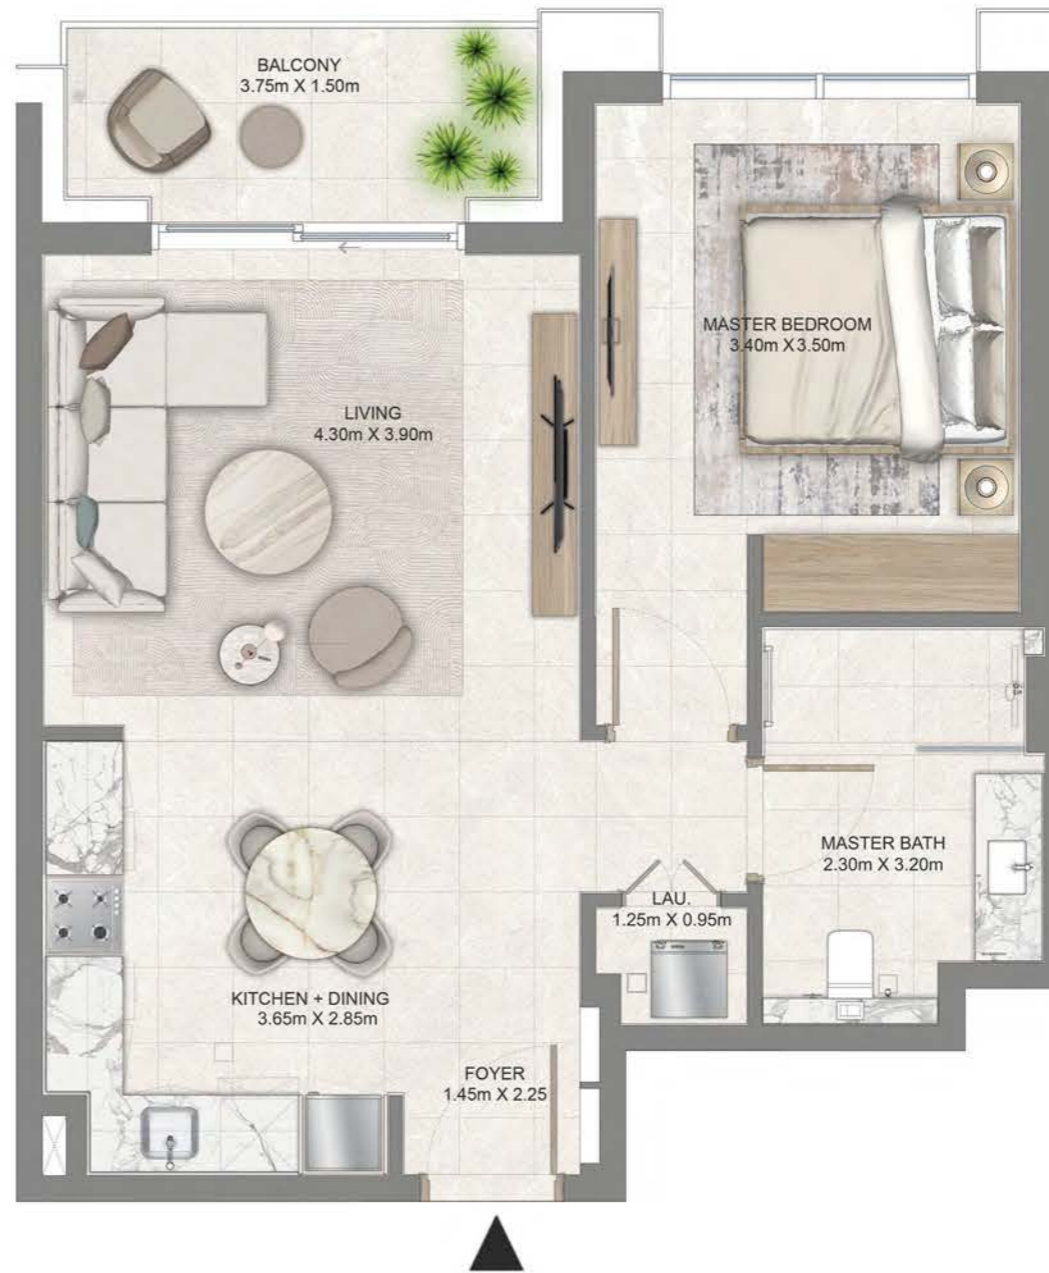 BALCONY
3.75m X 1.50m
MASTER BEDROOM
3.40m X 3.50m
LIVING
4.30m X 3.90m
65
MASTER BATH
2.30m X 3.20m
LAU.
1.25m X 0.95m
KITCHEN + DINING
3.65m X 2.85m
FOYER
1.45m X 2.25